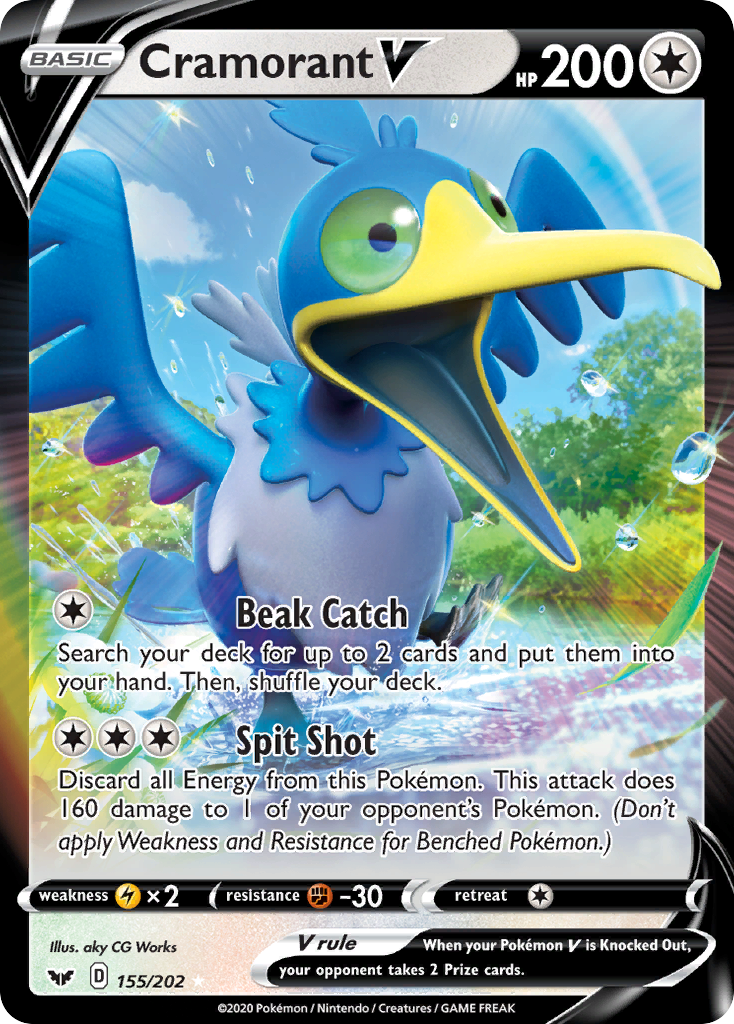 BASIC Cramorant V HP 200
Beak Catch
Search your deck for up to 2 cards and put them into
your hand. Then, shuffle your deck.
Spit Shot
Discard all Energy from this Pokémon. This attack does
160 damage to 1 of your opponent's Pokémon. (Don't
apply Weakness and Resistance for Benched Pokémon.)
weakness ×2 resistance -30 retreat
Illus. aky CG Works
V rule When your Pokémon V is Knocked Out,
your opponent takes 2 Prize cards.
D 155/202
©2020 Pokémon / Nintendo / Creatures / GAME FREAK